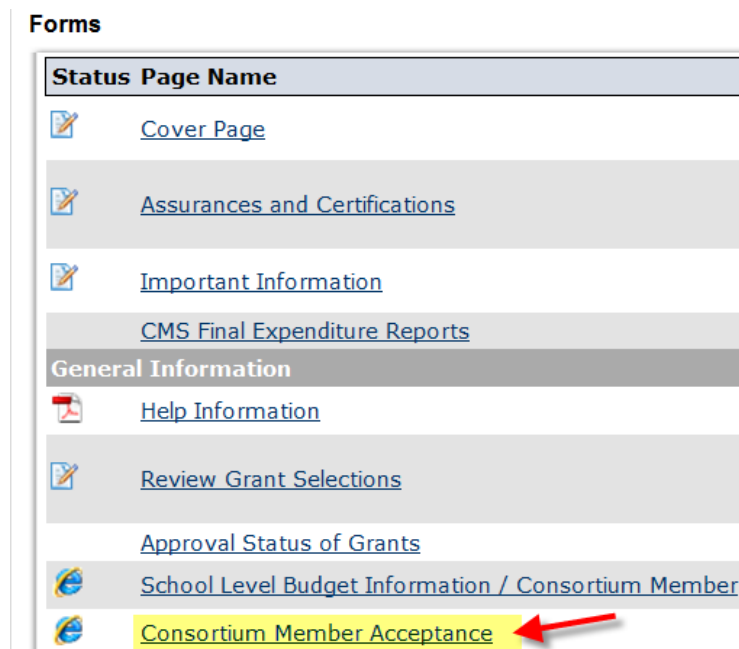 Forms
Status Page Name
Cover Page
Assurances and Certifications
Important Information
CMS Final Expenditure Reports
General Information
Help Information
Review Grant Selections
Approval Status of Grants
School Level Budget Information / Consortium Member
Consortium Member Acceptance